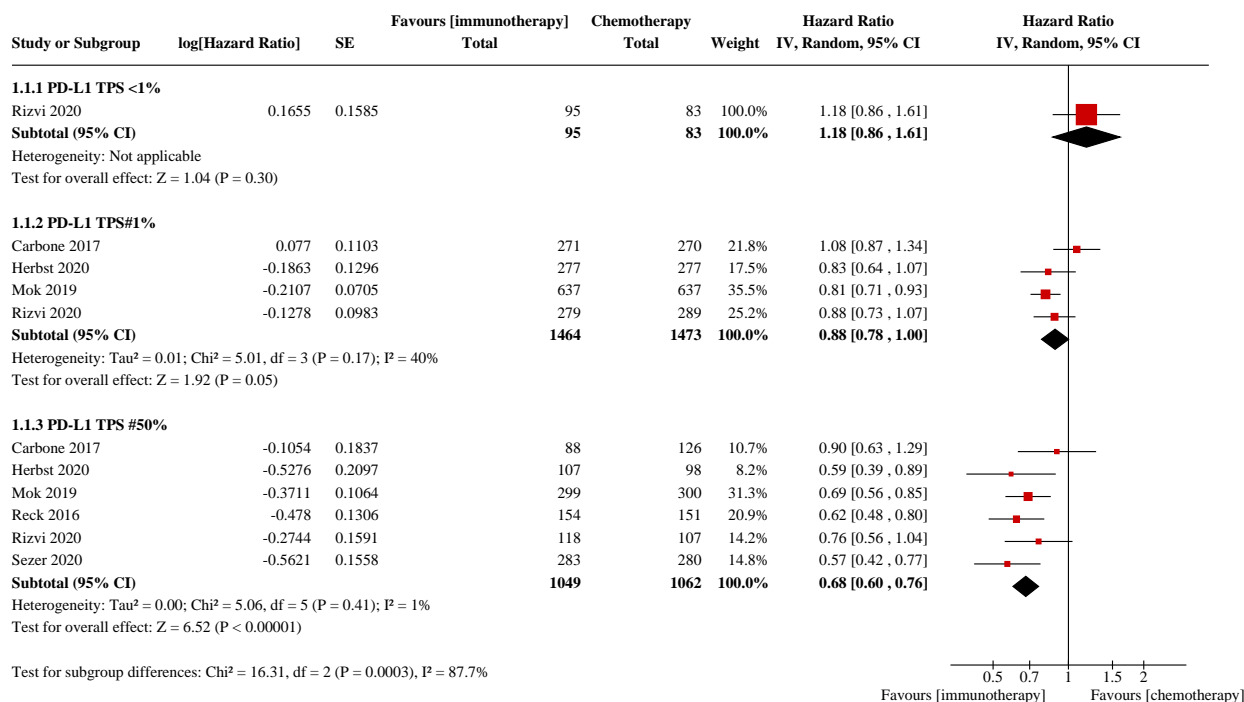 Favours [immunotherapy] Chemotherapy Hazard Ratio Hazard Ratio
Study or Subgroup log[Hazard Ratio] SE Total Total Weight IV, Random, 95% CI IV, Random, 95% CI
1.1.1 PD-L1 TPS <1%
Rizvi 2020 0.1655 0.1585 95 83 100.0% 1.18 [0.86 , 1.61]
Subtotal (95% CI) 95 83 100.0% 1.18 [0.86 , 1.61]
Heterogeneity: Not applicable
Test for overall effect: Z = 1.04 (P = 0.30)
1.1.2 PD-L1 TPS#1%
Carbone 2017 0.077 0.1103 271 270 21.8% 1.08 [0.87 , 1.34]
Herbst 2020 -0.1863 0.1296 277 277 17.5% 0.83 [0.64 , 1.07]
Mok 2019 -0.2107 0.0705 637 637 35.5% 0.81 [0.71 , 0.93]
Rizvi 2020 -0.1278 0.0983 279 289 25.2% 0.88 [0.73 , 1.07]
Subtotal (95% CI) 1464 1473 100.0% 0.88 [0.78 , 1.00]
Heterogeneity: Tau² = 0.01; Chi² = 5.01, df = 3 (P = 0.17); I² = 40%
Test for overall effect: Z = 1.92 (P = 0.05)
1.1.3 PD-L1 TPS #50%
Carbone 2017 -0.1054 0.1837 88 126 10.7% 0.90 [0.63 , 1.29]
Herbst 2020 -0.5276 0.2097 107 98 8.2% 0.59 [0.39 , 0.89]
Mok 2019 -0.3711 0.1064 299 300 31.3% 0.69 [0.56 , 0.85]
Reck 2016 -0.478 0.1306 154 151 20.9% 0.62 [0.48 , 0.80]
Rizvi 2020 -0.2744 0.1591 118 107 14.2% 0.76 [0.56 , 1.04]
Sezer 2020 -0.5621 0.1558 283 280 14.8% 0.57 [0.42 , 0.77]
Subtotal (95% CI) 1049 1062 100.0% 0.68 [0.60 , 0.76]
Heterogeneity: Tau² = 0.00; Chi² = 5.06, df = 5 (P = 0.41); I² = 1%
Test for overall effect: Z = 6.52 (P < 0.00001)
Test for subgroup differences: Chi² = 16.31, df = 2 (P = 0.0003), I² = 87.7%
0.5 0.7 1 1.5 2
Favours [immunotherapy] Favours [chemotherapy]